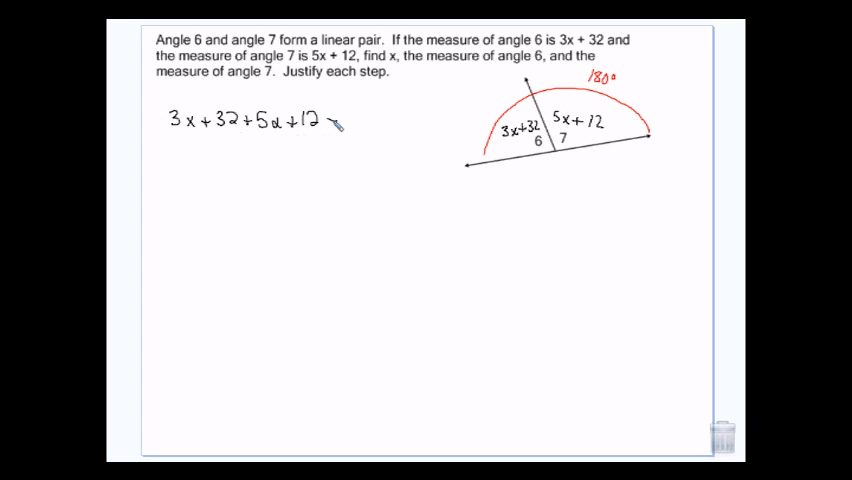 Angle 6 and angle 7 form a linear pair. If the measure of angle 6 is 3x + 32 and
the measure of angle 7 is 5x + 12, find x, the measure of angle 6, and the
measure of angle 7. Justify each step.
180°
3x+32+5x+12
3x+32 5x+12
6 7